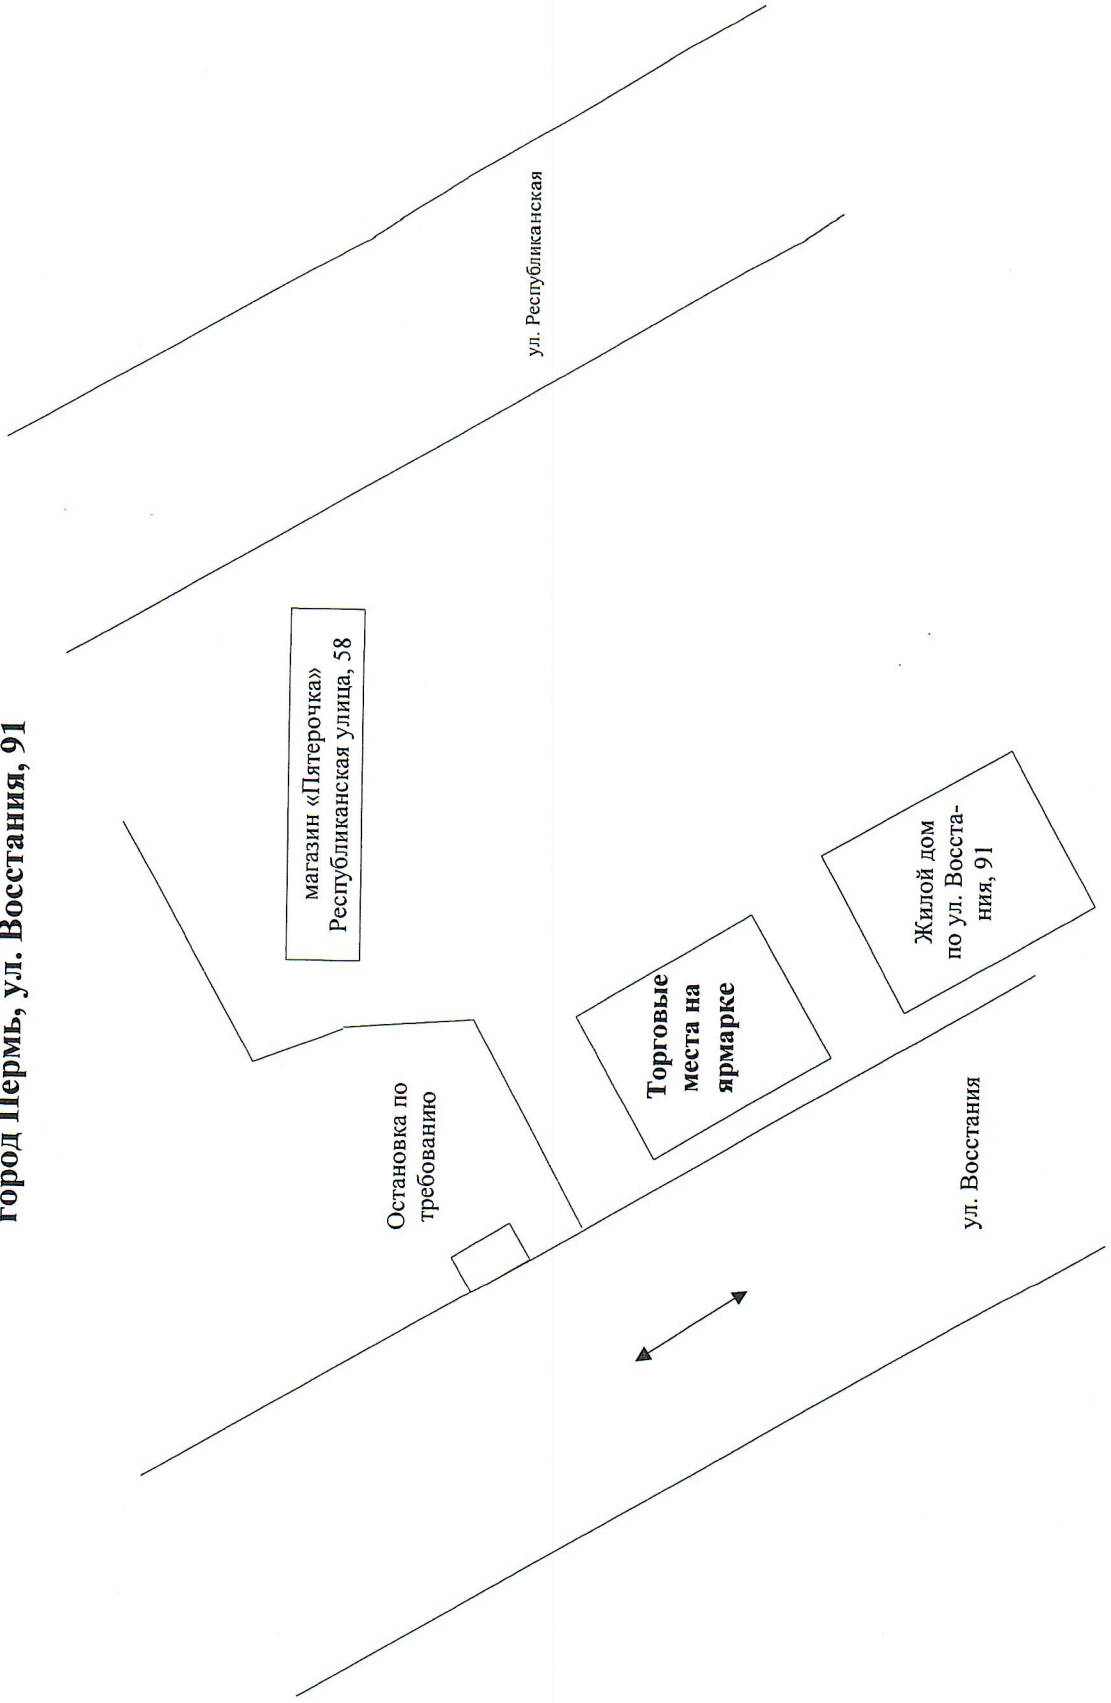 город Пермь, ул. Восстания, 91
ул. Республиканская
магазин «Пятерочка»
Республиканская улица, 58
Остановка по
требованию
Торговые
места на
ярмарке
Жилой дом
по ул. Восста-
ния, 91
ул. Восстания